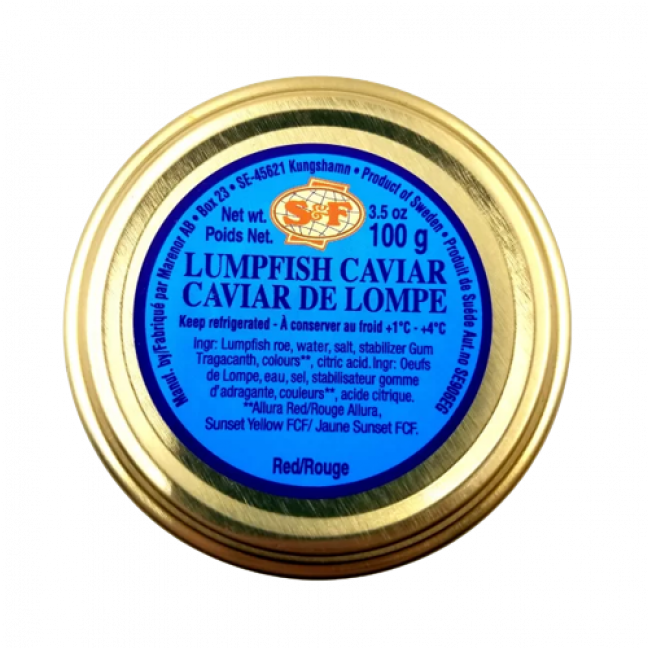 Manuf. by/Fabriqué par Marenor AB • Box 23 • SE-45621 Kungshamn • Product of Sweden • Produit de Suéde Aut.no SE906EG
Net wt. S&F 3.5 oz
Poids Net. 100 g
LUMPFISH CAVIAR
CAVIAR DE LOMPE
Keep refrigerated - À conserver au froid +1°C - +4°C
Ingr: Lumpfish roe, water, salt, stabilizer Gum
Tragacanth, colours**, citric acid. Ingr: Oeufs
de Lompe, eau, sel, stabilisateur gomme
d'adragante, couleurs**, acide citrique.
**Allura Red/Rouge Allura,
Sunset Yellow FCF/ Jaune Sunset FCF.
Red/Rouge